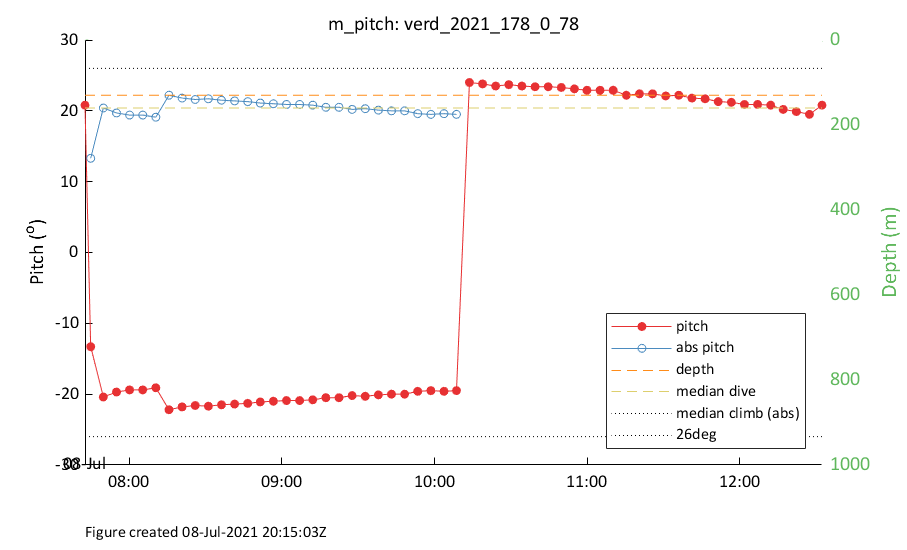 m_pitch: verd_2021_178_0_78
30
20
10
0
-10
-20
-30
Pitch (º)
0
200
400
600
800
1000
Depth (m)
pitch
abs pitch
depth
median dive
median climb (abs)
26deg
08-Jul
08:00
09:00
10:00
11:00
12:00
Figure created 08-Jul-2021 20:15:03Z